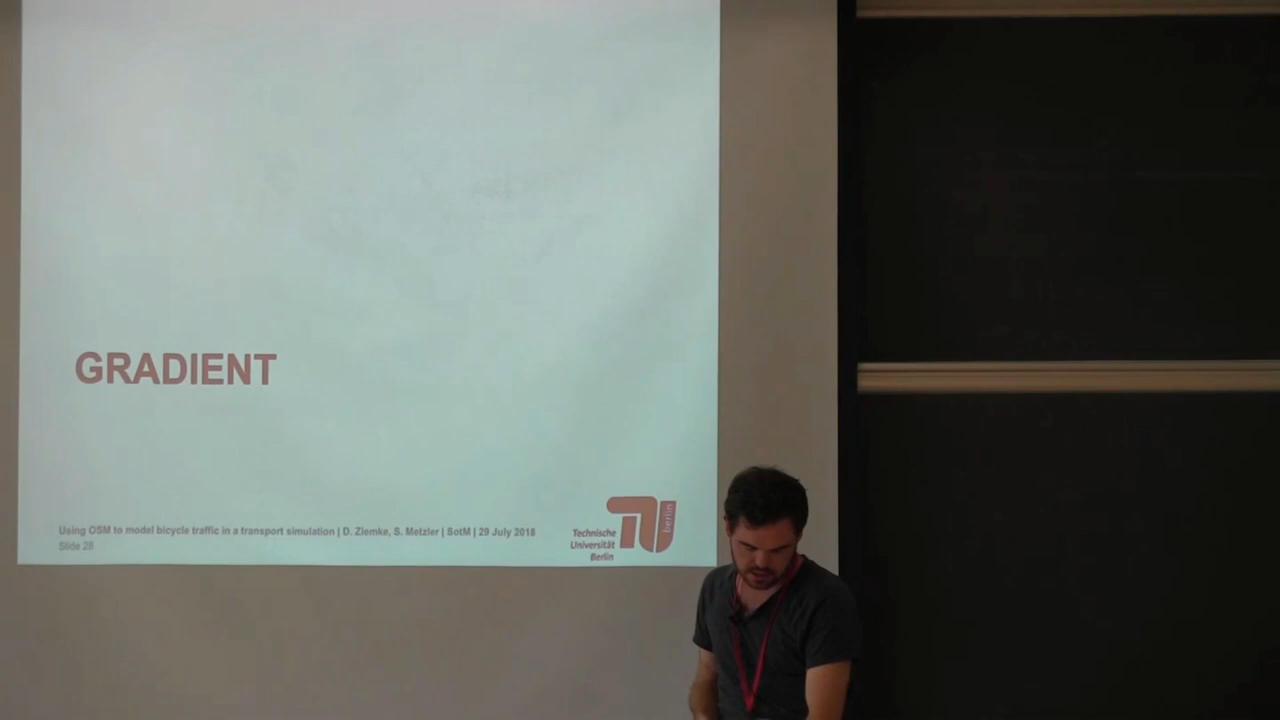 GRADIENT
Using OSM to model bicycle traffic in a transport simulation | D. Ziemke, S. Metzler | SotM | 29 July 2018
Slide 28
Technische
Universität
Berlin
berlin